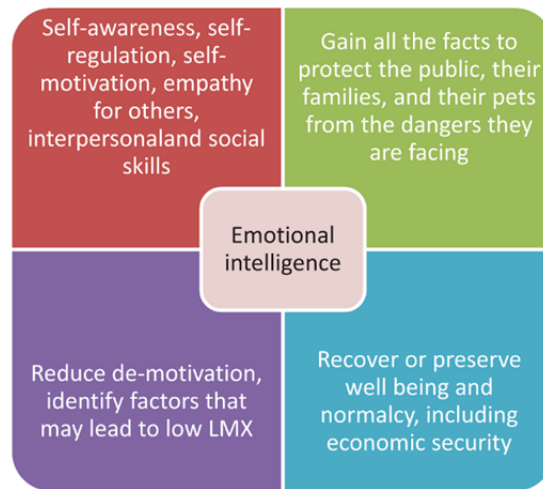 Self-awareness, self-
regulation, self-
motivation, empathy
for others,
interpersonaland social
skills
Gain all the facts to
protect the public, their
families, and their pets
from the dangers they
are facing
Emotional
intelligence
Reduce de-motivation,
identify factors that
may lead to low LMX
Recover or preserve
well being and
normalcy, including
economic security